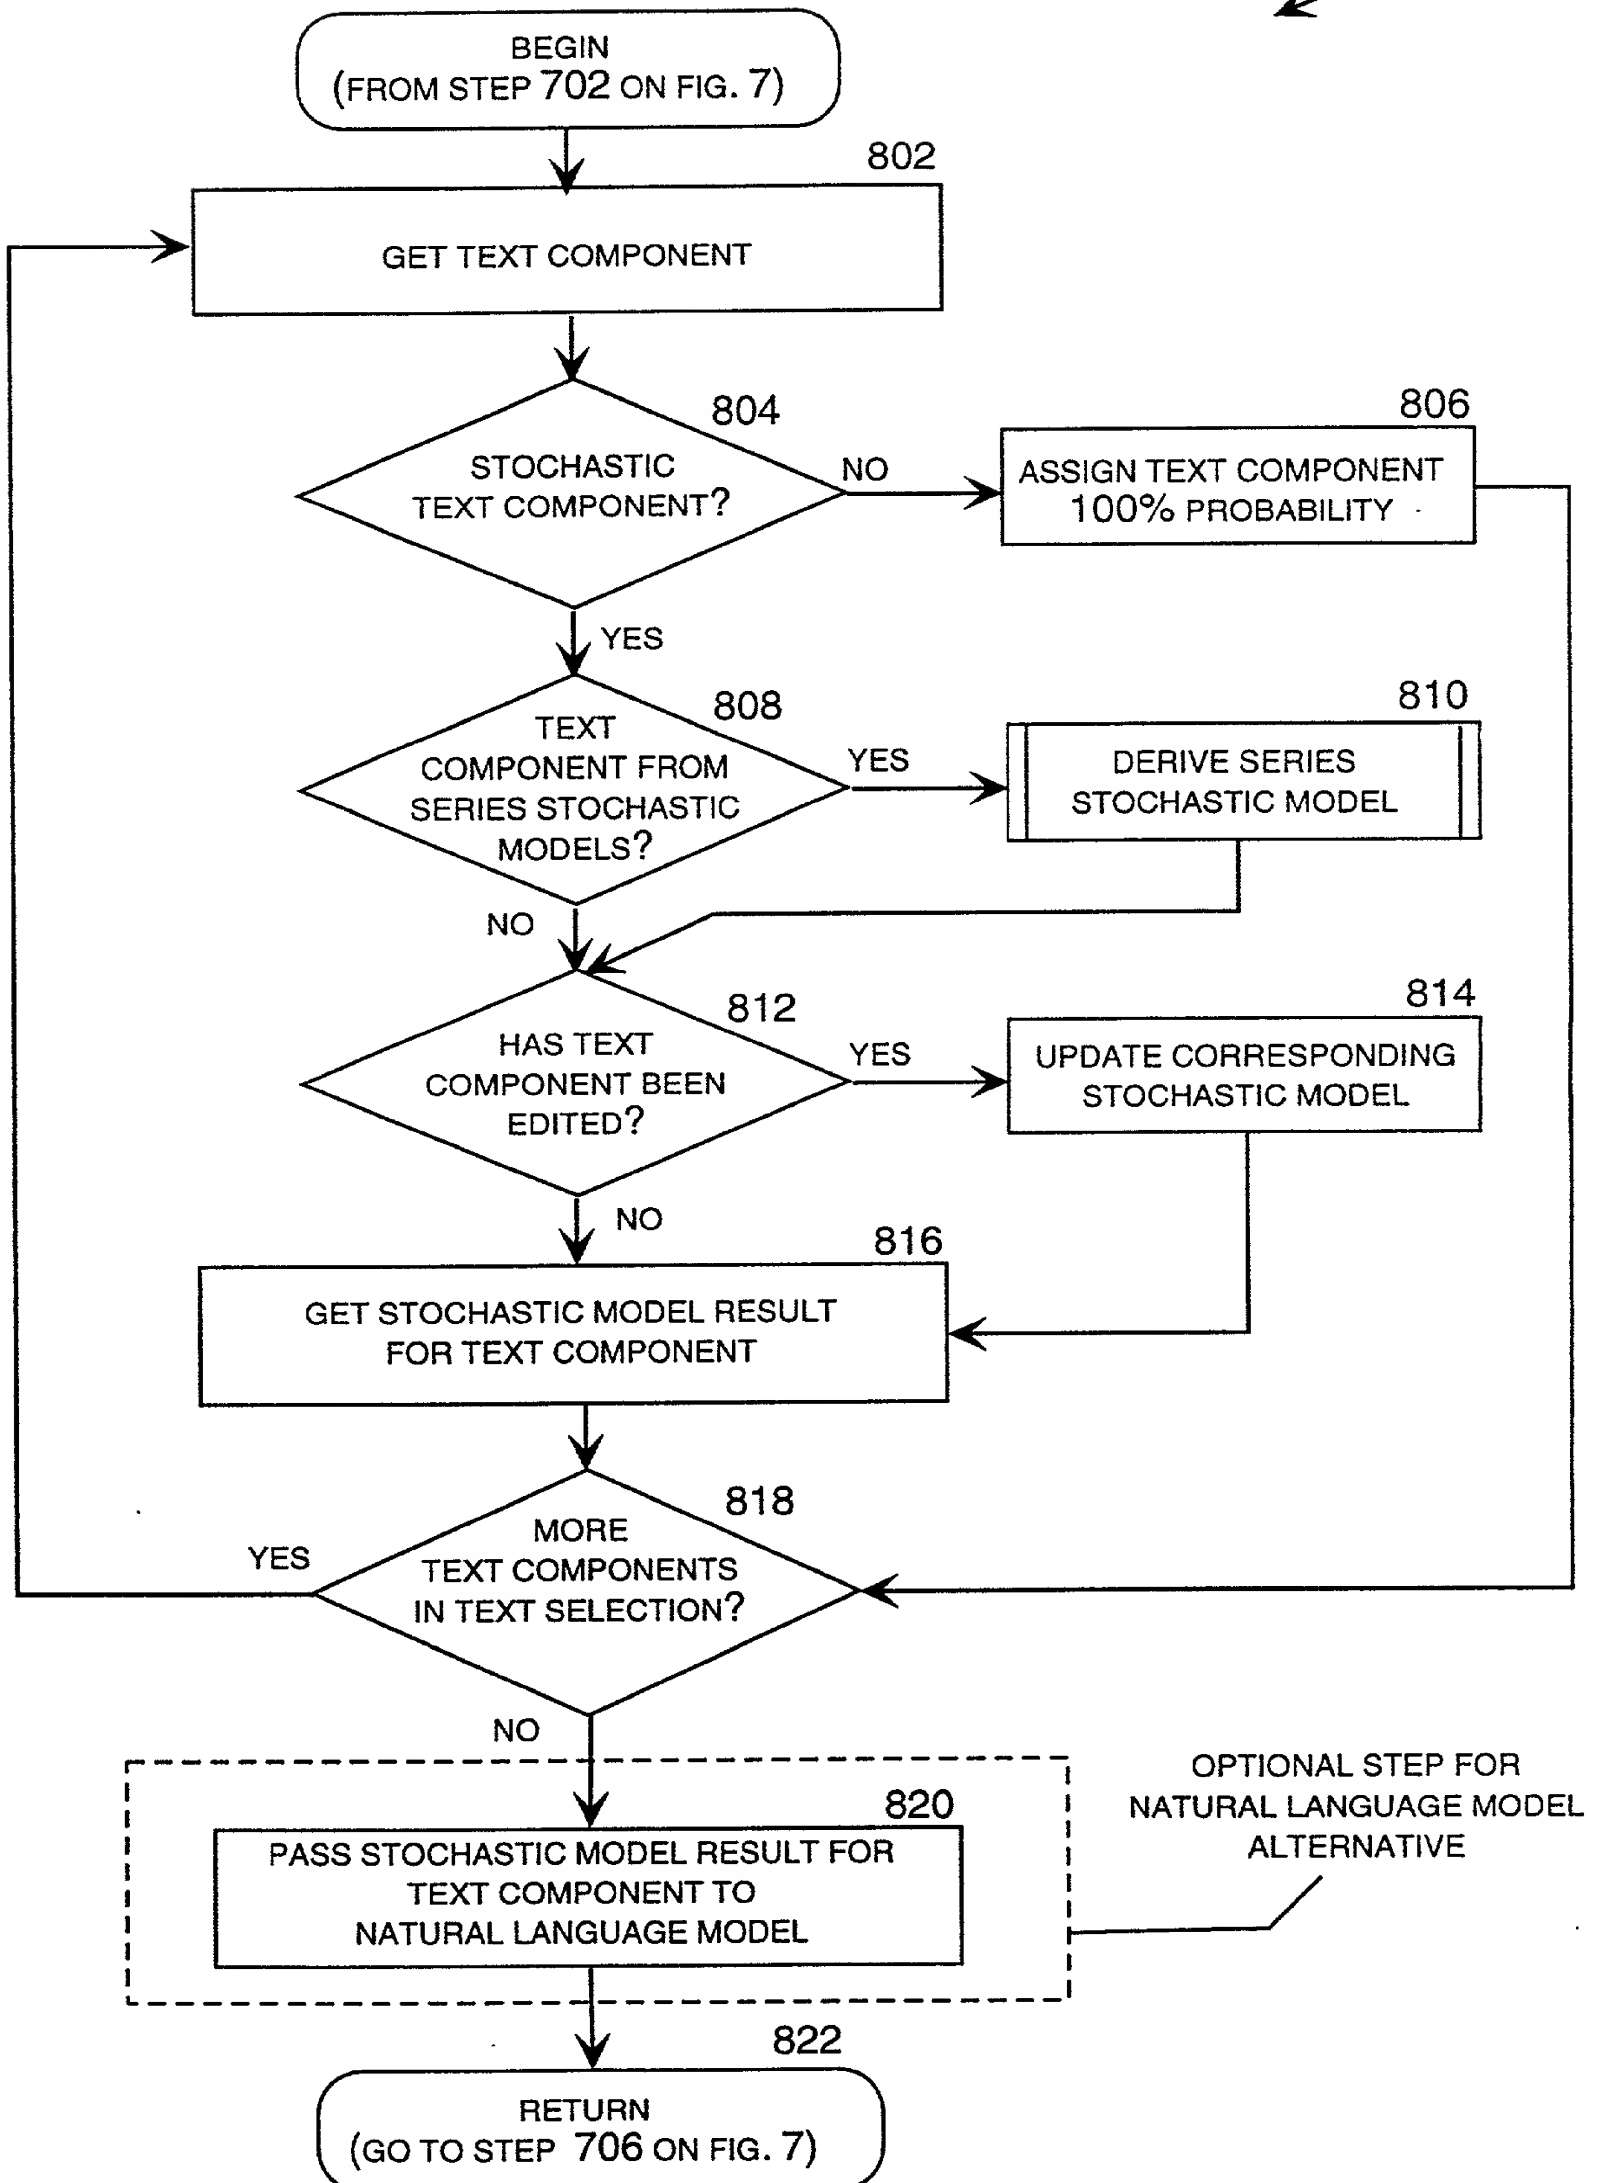 BEGIN
(FROM STEP 702 ON FIG. 7)
802
GET TEXT COMPONENT
804
STOCHASTIC
TEXT COMPONENT?
NO
806
ASSIGN TEXT COMPONENT
100% PROBABILITY
YES
808
TEXT
COMPONENT FROM
SERIES STOCHASTIC
MODELS?
YES
810
DERIVE SERIES
STOCHASTIC MODEL
NO
812
HAS TEXT
COMPONENT BEEN
EDITED?
YES
814
UPDATE CORRESPONDING
STOCHASTIC MODEL
NO
816
GET STOCHASTIC MODEL RESULT
FOR TEXT COMPONENT
818
MORE
TEXT COMPONENTS
IN TEXT SELECTION?
YES
NO
820
PASS STOCHASTIC MODEL RESULT FOR
TEXT COMPONENT TO
NATURAL LANGUAGE MODEL
OPTIONAL STEP FOR
NATURAL LANGUAGE MODEL
ALTERNATIVE
822
RETURN
(GO TO STEP 706 ON FIG. 7)